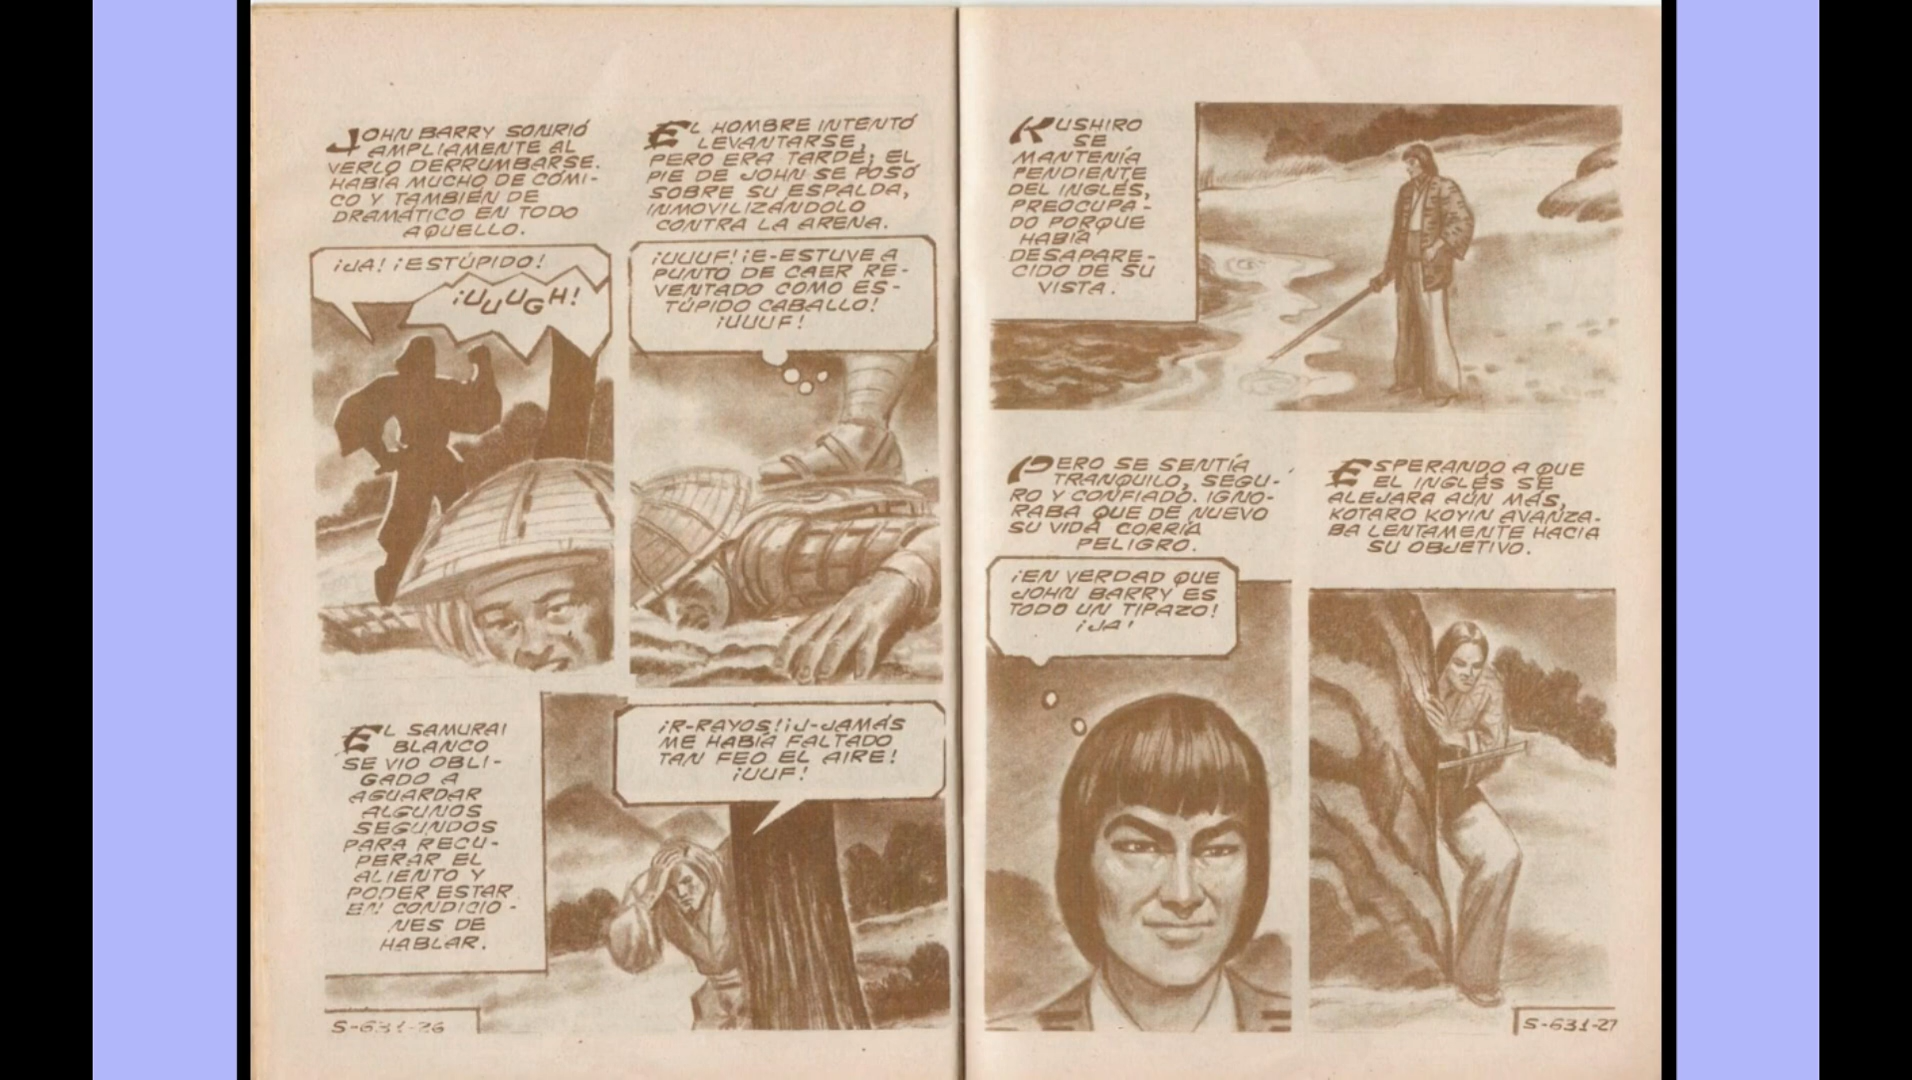 JOHN BARRY SONRIÓ
AMPLIAMENTE AL
VERLO DERRUMBARSE.
HABÍA MUCHO DE CÓMI-
CO Y TAMBIÉN DE
DRAMÁTICO EN TODO
AQUELLO.
¡JA! ¡ESTÚPIDO!
¡UUUGH!
EL HOMBRE INTENTÓ
LEVANTARSE,
PERO ERA TARDE; EL
PIE DE JOHN SE POSÓ
SOBRE SU ESPALDA,
INMOVILIZÁNDOLO
CONTRA LA ARENA.
¡UUUF! ¡E-ESTUVE A
PUNTO DE CAER RE-
VENTADO COMO ES-
TÚPIDO CABALLO!
¡UUUF!
EL SAMURAI
BLANCO
SE VIO OBLI-
GADO A
AGUARDAR
ALGUNOS
SEGUNDOS
PARA RECU-
PERAR EL
ALIENTO Y
PODER ESTAR
EN CONDICIO-
NES DE
HABLAR.
¡R-RAYOS! ¡J-JAMÁS
ME HABÍA FALTADO
TAN FEO EL AIRE!
¡UUF!
S-631-26
KUSHIRO
SE
MANTENÍA
PENDIENTE
DEL INGLÉS,
PREOCUPA-
DO PORQUE
HABÍA
DESAPARE-
CIDO DE SU
VISTA.
PERO SE SENTÍA
TRANQUILO, SEGU-
RO Y CONFIADO. IGNO-
RABA QUE DE NUEVO
SU VIDA CORRÍA
PELIGRO.
¡EN VERDAD QUE
JOHN BARRY ES
TODO UN TIPAZO!
¡JA!
ESPERANDO A QUE
EL INGLÉS SE
ALEJARA AÚN MÁS,
KOTARO KOYIN AVANZA-
BA LENTAMENTE HACIA
SU OBJETIVO.
S-631-27